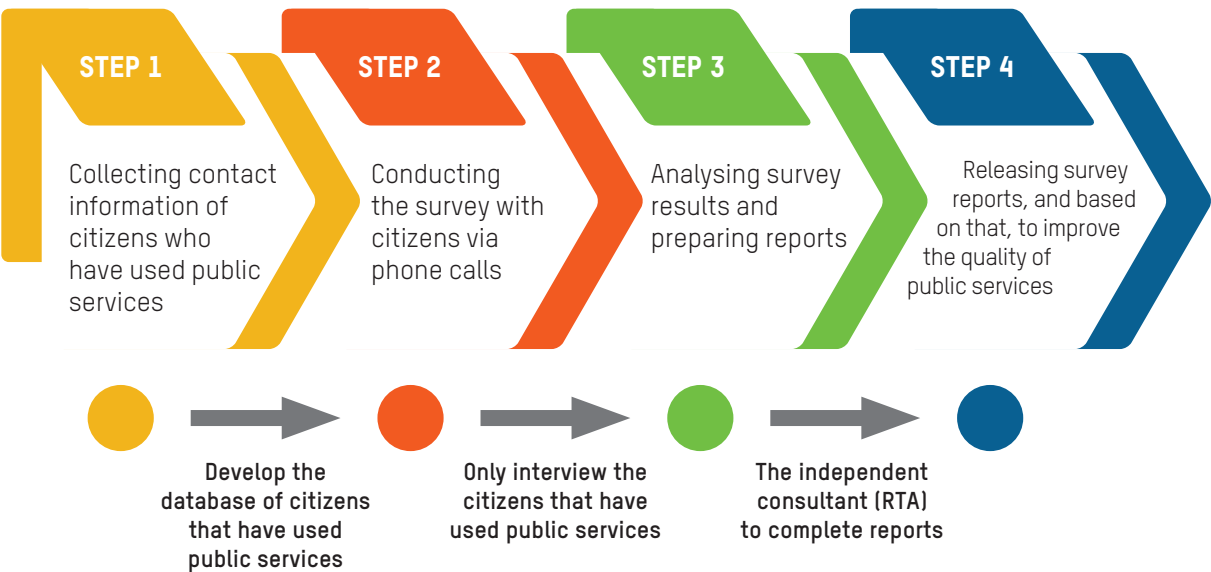 STEP 1
Collecting contact
information of
citizens who
have used public
services
STEP 2
Conducting
the survey with
citizens via
phone calls
STEP 3
Analysing survey
results and
preparing reports
STEP 4
Releasing survey
reports, and based
on that, to improve
the quality of
public services
Develop the
database of citizens
that have used
public services
Only interview the
citizens that have
used public services
The independent
consultant (RTA)
to complete reports